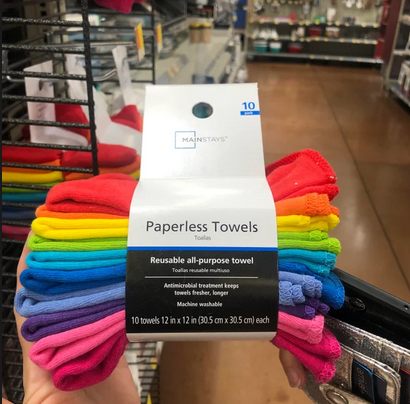 10
pack
MAINSTAYS
Paperless Towels
Toallas
Reusable all-purpose towel
Toallas reusable multiuso
Antimicrobial treatment keeps
towels fresher, longer
Machine washable
10 towels 12 in x 12 in (30.5 cm x 30.5 cm) each